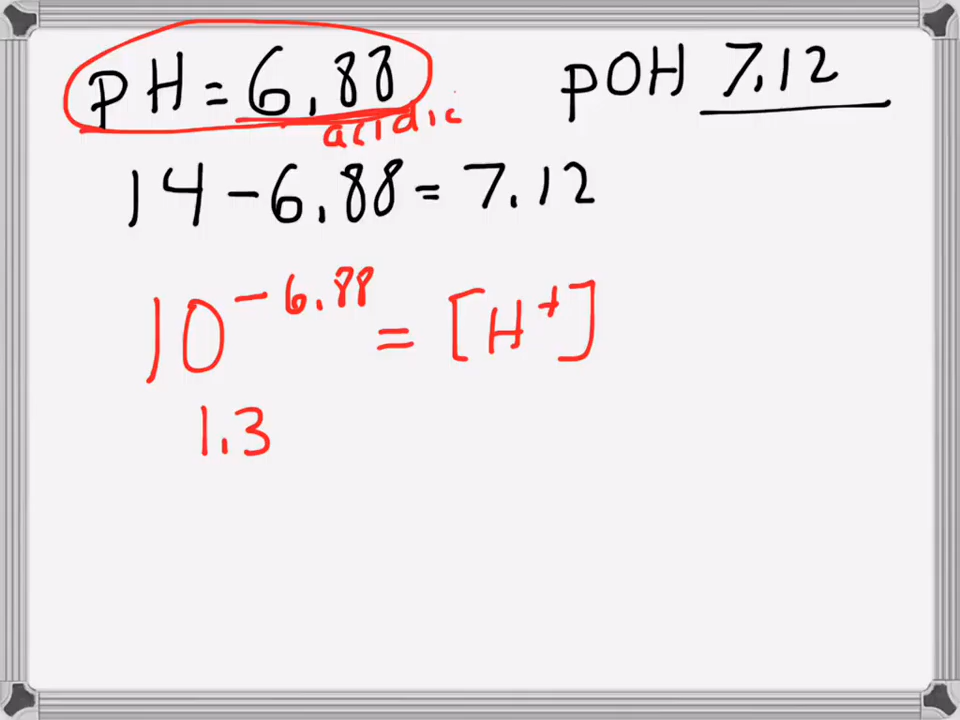 pH = 6.88 pOH 7.12
acidic
14 - 6.88 = 7.12
10^-6.88 = [H+]
1.3